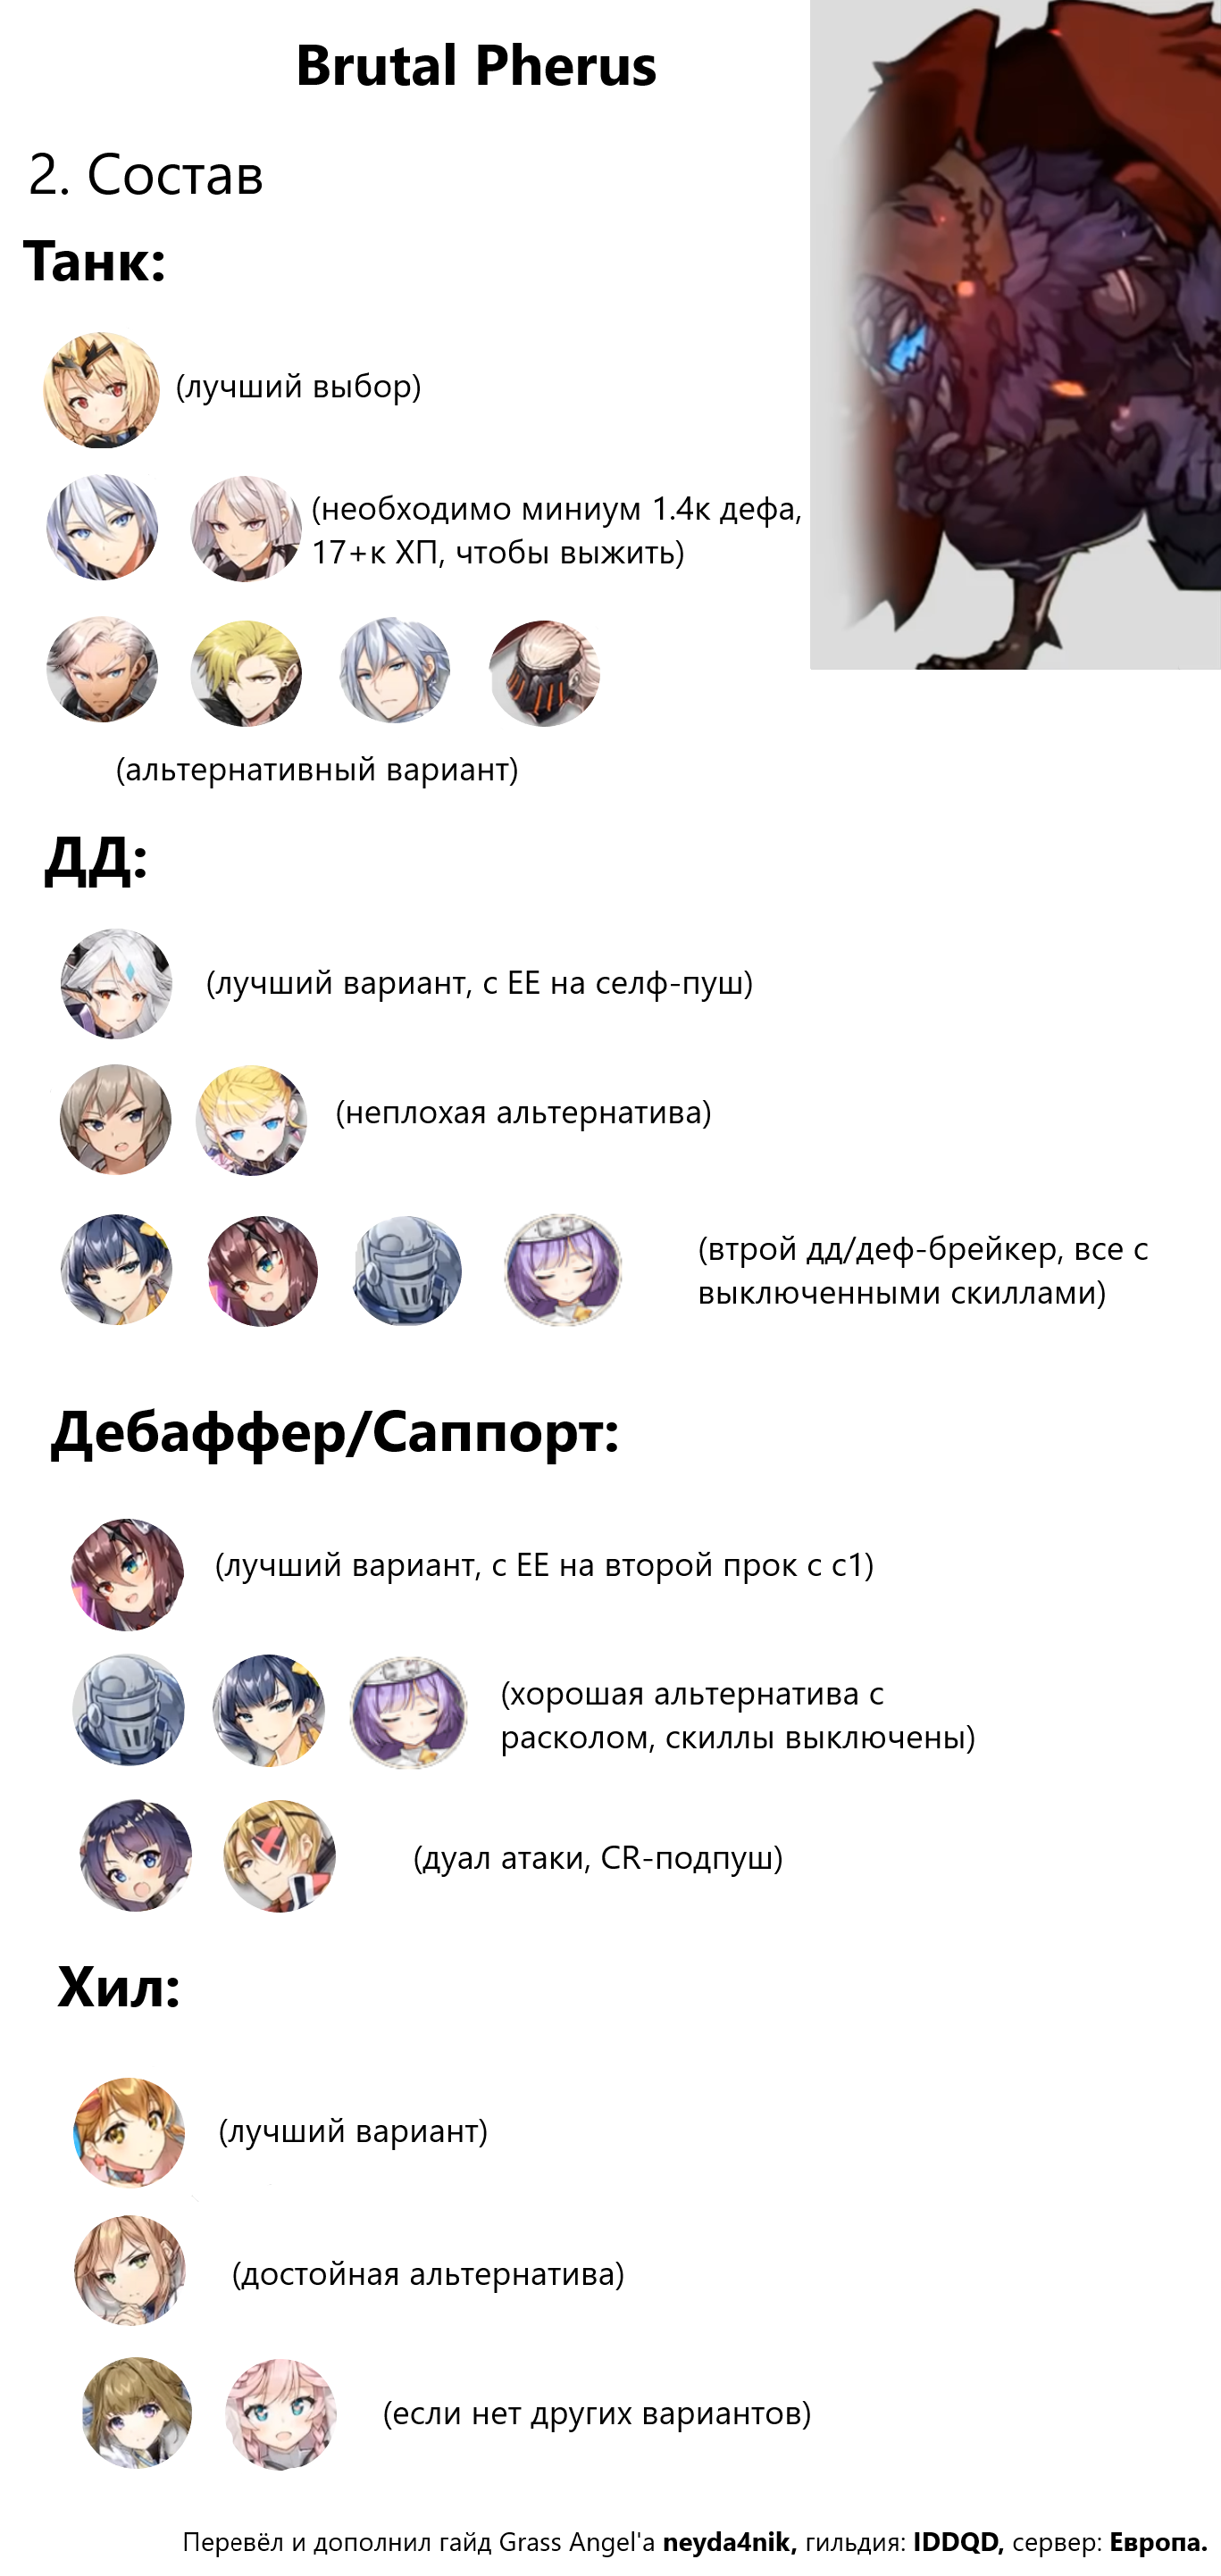 Brutal Pherus
2. Состав
Танк:
(лучший выбор)
(необходимо миниум 1.4к дефа,
17+к ХП, чтобы выжить)
(альтернативный вариант)
ДД:
(лучший вариант, с ЕЕ на селф-пуш)
(неплохая альтернатива)
(втрой дд/деф-брейкер, все с
выключенными скиллами)
Дебаффер/Саппорт:
(лучший вариант, с ЕЕ на второй прок с с1)
(хорошая альтернатива с
расколом, скиллы выключены)
(дуал атаки, CR-подпуш)
Хил:
(лучший вариант)
(достойная альтернатива)
(если нет других вариантов)
Перевёл и дополнил гайд Grass Angel'a neyda4nik, гильдия: IDDQD, сервер: Европа.